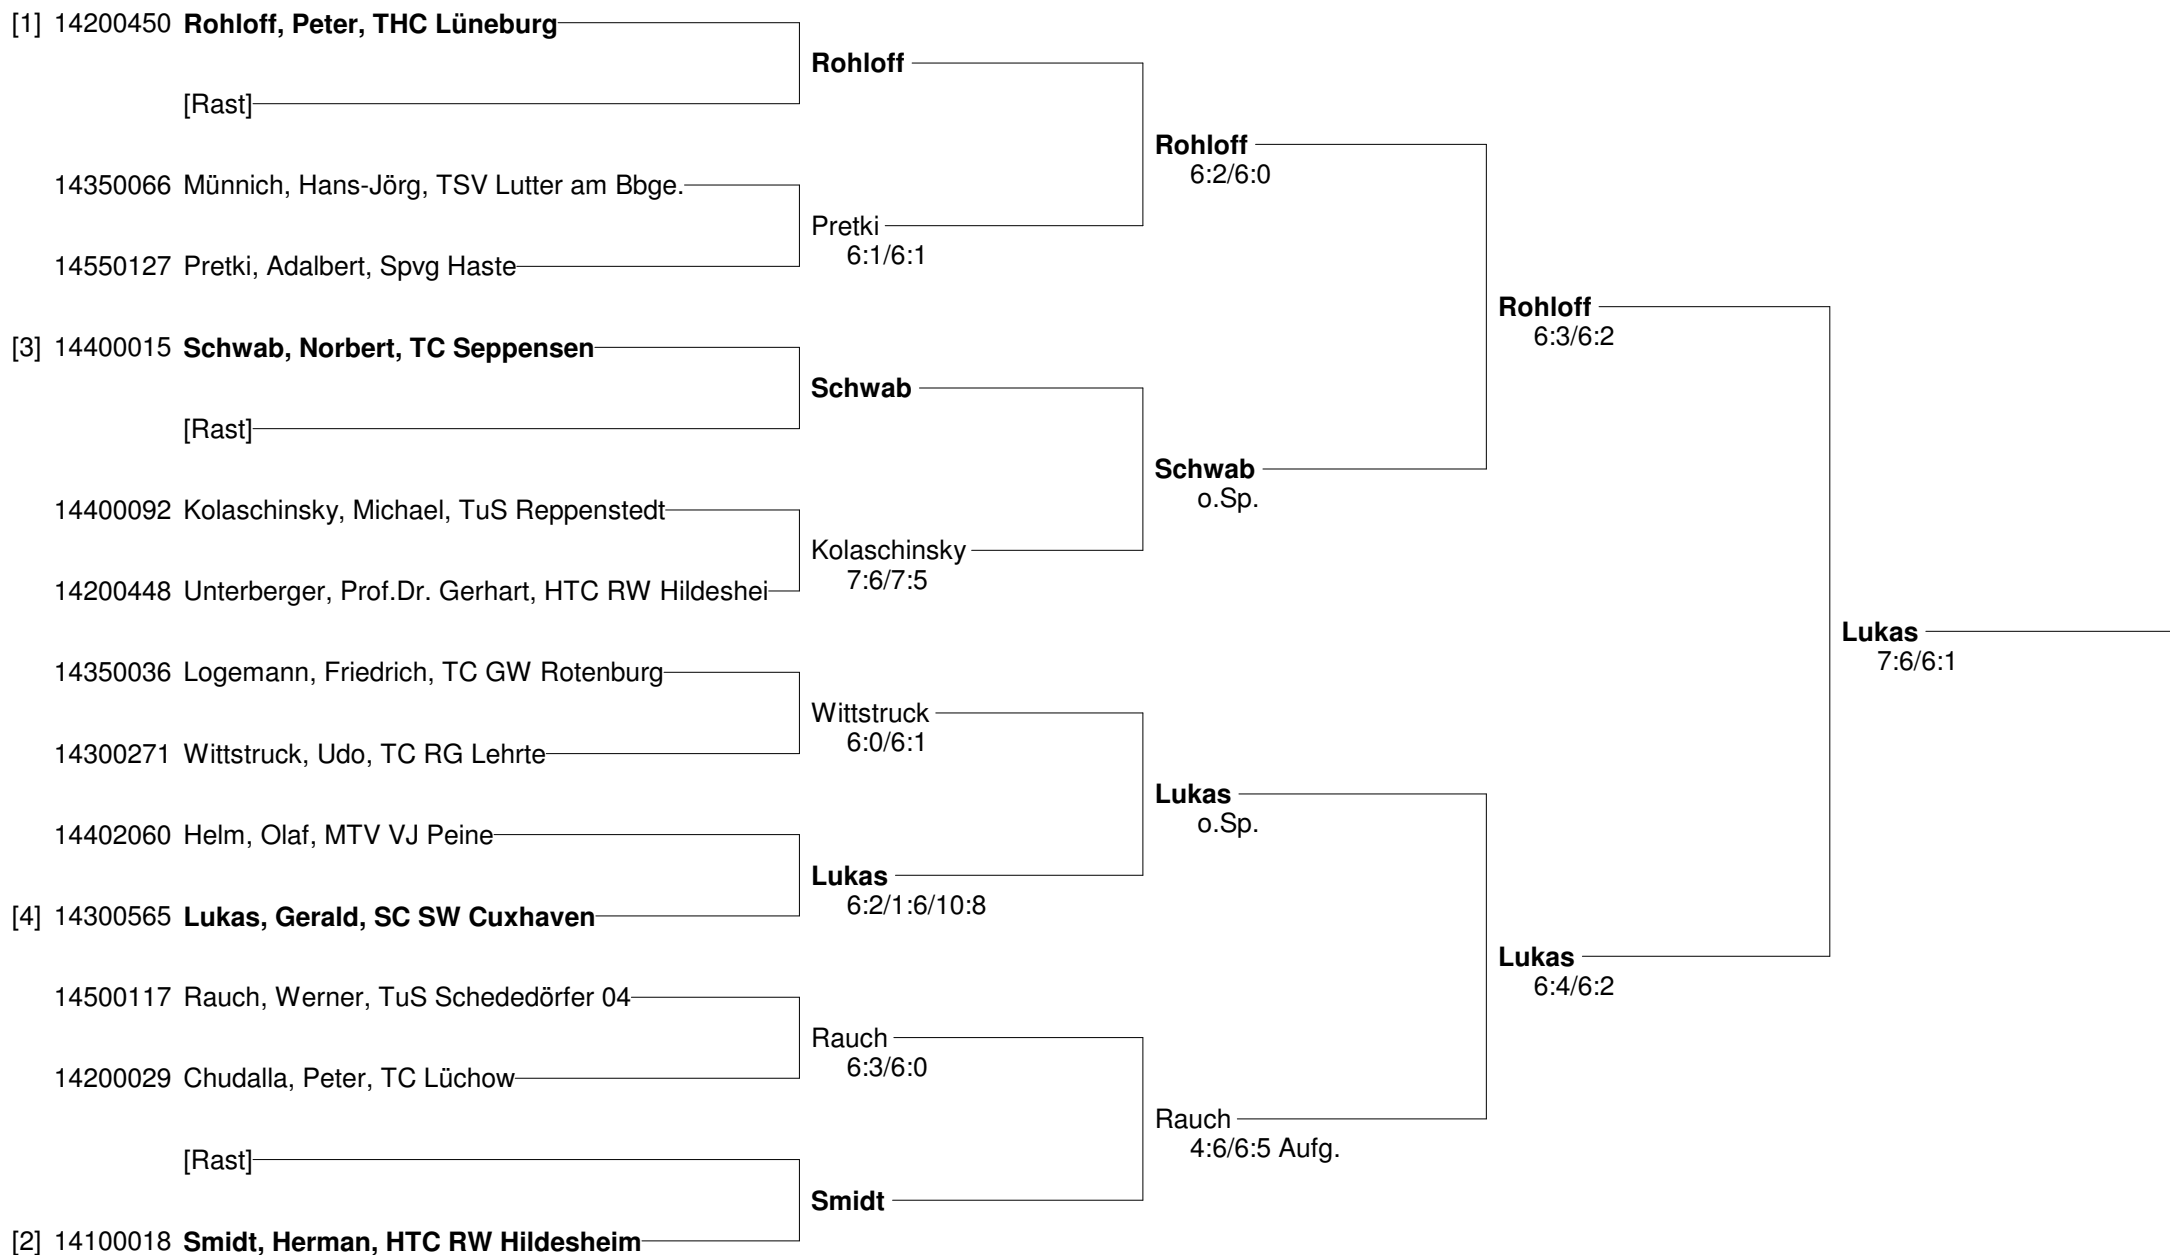 [1] 14200450 Rohloff, Peter, THC Lüneburg
Rohloff
[Rast]
Rohloff
6:2/6:0
14350066 Münnich, Hans-Jörg, TSV Lutter am Bbge.
Pretki
6:1/6:1
14550127 Pretki, Adalbert, Spvg Haste
Rohloff
6:3/6:2
[3] 14400015 Schwab, Norbert, TC Seppensen
Schwab
[Rast]
Schwab
o.Sp.
14400092 Kolaschinsky, Michael, TuS Reppenstedt
Kolaschinsky
7:6/7:5
14200448 Unterberger, Prof.Dr. Gerhart, HTC RW Hildeshei
Lukas
7:6/6:1
14350036 Logemann, Friedrich, TC GW Rotenburg
Wittstruck
6:0/6:1
14300271 Wittstruck, Udo, TC RG Lehrte
Lukas
o.Sp.
14402060 Helm, Olaf, MTV VJ Peine
Lukas
6:2/1:6/10:8
[4] 14300565 Lukas, Gerald, SC SW Cuxhaven
Lukas
6:4/6:2
14500117 Rauch, Werner, TuS Schededörfer 04
Rauch
6:3/6:0
14200029 Chudalla, Peter, TC Lüchow
Rauch
4:6/6:5 Aufg.
[Rast]
Smidt
[2] 14100018 Smidt, Herman, HTC RW Hildesheim